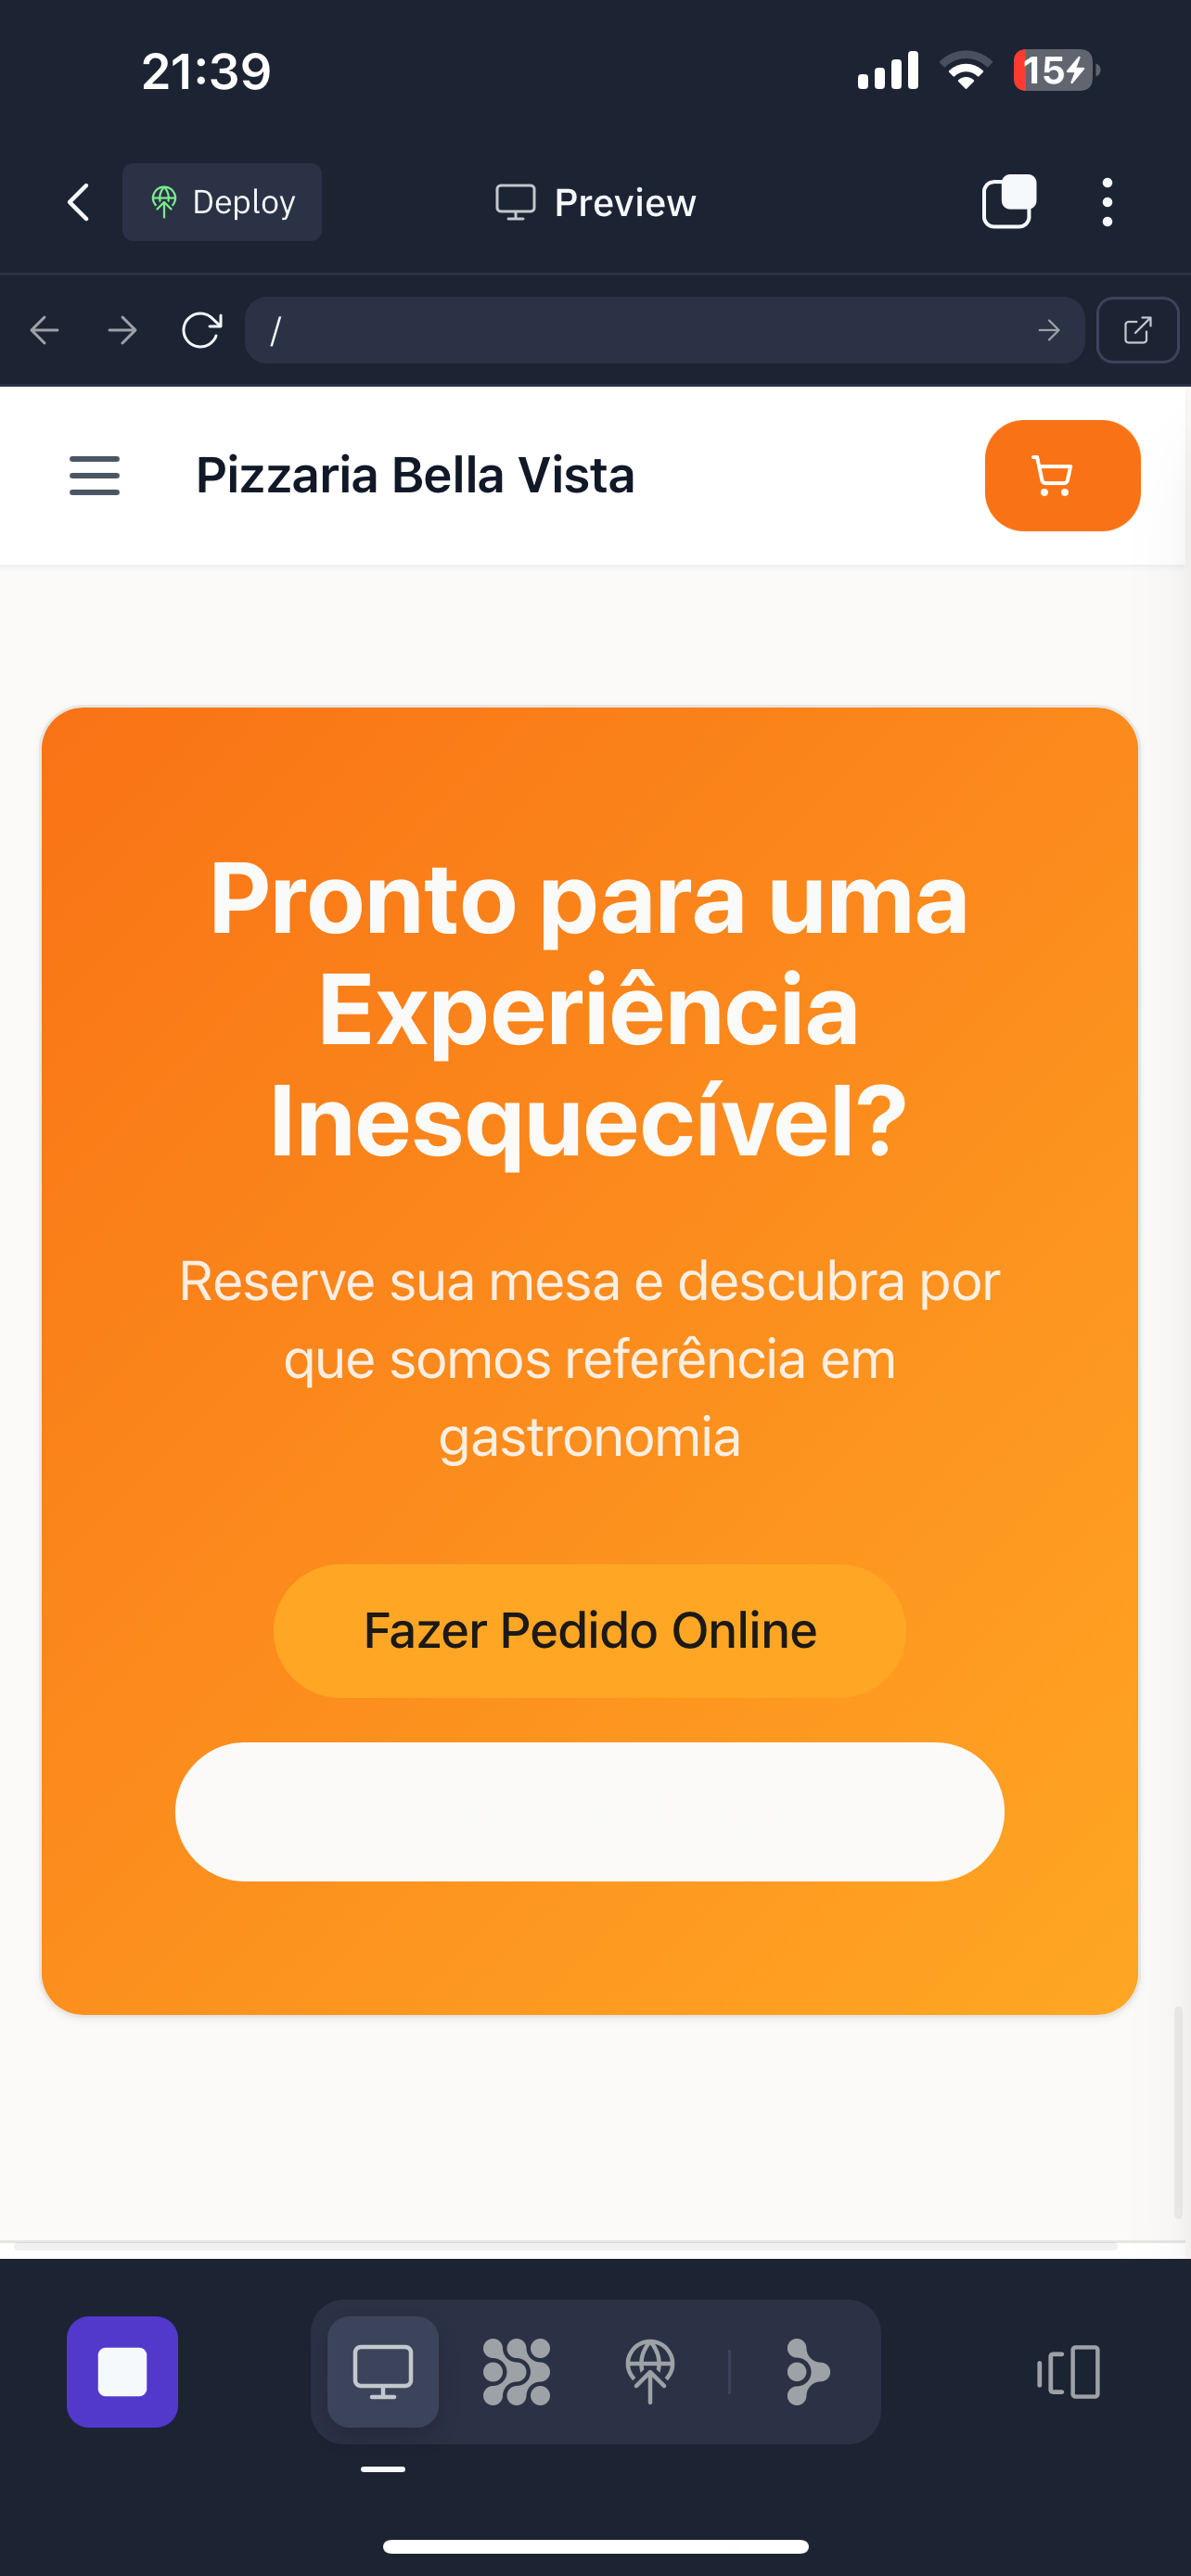 21:39
15
Deploy
Preview
/
Pizzaria Bella Vista
Pronto para uma
Experiência
Inesquecível?
Reserve sua mesa e descubra por
que somos referência em
gastronomia
Fazer Pedido Online